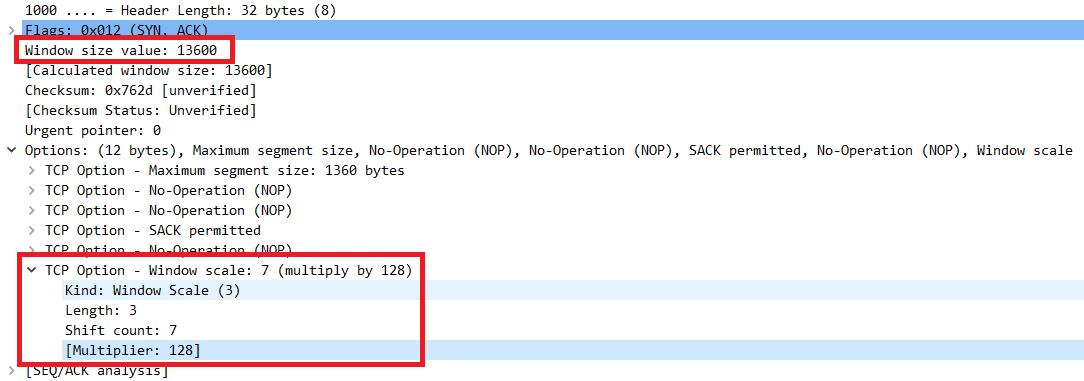 1000 .... = Header Length: 32 bytes (8)
Flags: 0x012 (SYN, ACK)
Window size value: 13600
[Calculated window size: 13600]
Checksum: 0x762d [unverified]
[Checksum Status: Unverified]
Urgent pointer: 0
Options: (12 bytes), Maximum segment size, No-Operation (NOP), No-Operation (NOP), SACK permitted, No-Operation (NOP), Window scale
TCP Option - Maximum segment size: 1360 bytes
TCP Option - No-Operation (NOP)
TCP Option - No-Operation (NOP)
TCP Option - SACK permitted
TCP Option - No-Operation (NOP)
TCP Option - Window scale: 7 (multiply by 128)
Kind: Window Scale (3)
Length: 3
Shift count: 7
[Multiplier: 128]
[SEQ/ACK analysis]